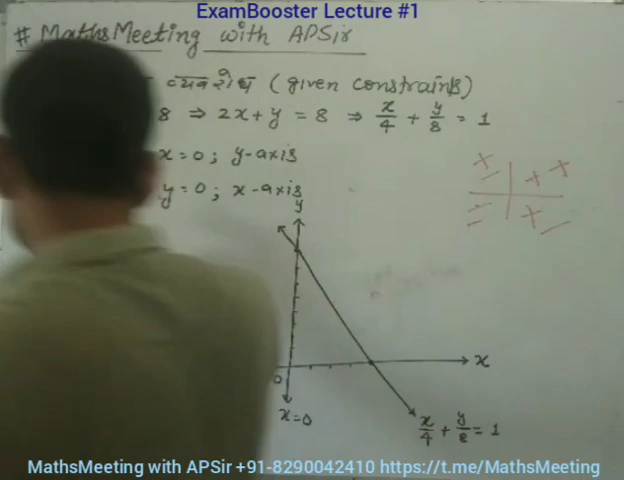 ExamBooster Lecture #1
# MathsMeeting with APSir
व्यवरोध (given constrains)
8 ⇒ 2x + y = 8 ⇒ x/4 + y/8 = 1
x = 0 ; y-axis
y = 0 ; x-axis
y
x
0
x=0
x/4 + y/8 = 1
MathsMeeting with APSir +91-8290042410 https://t.me/MathsMeeting